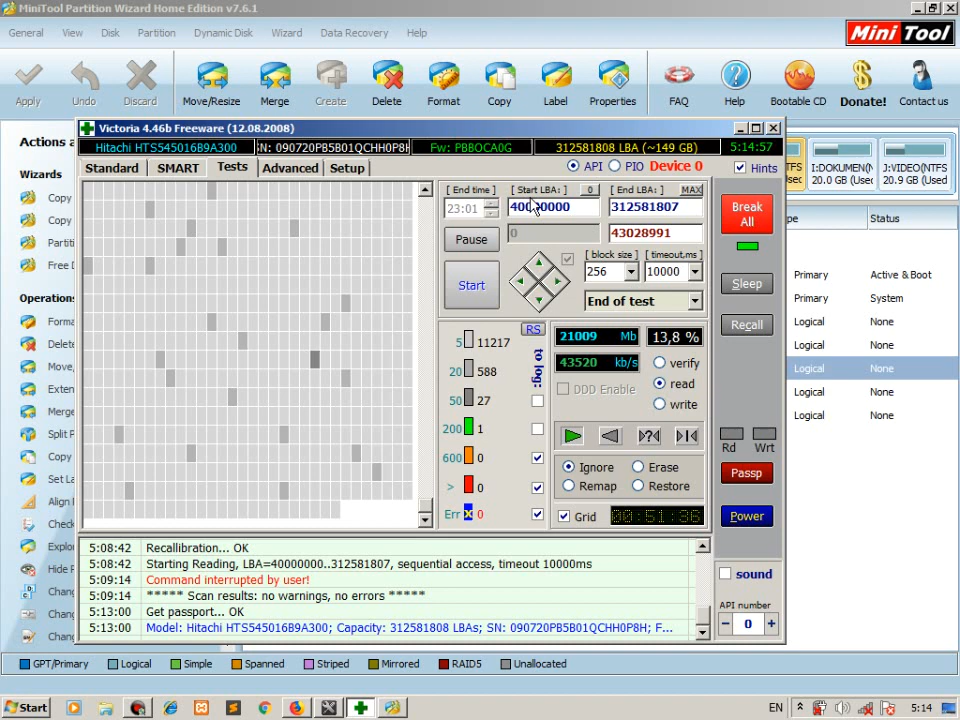 MiniTool Partition Wizard Home Edition v7.6.1
General View Disk Partition Dynamic Disk Wizard Data Recovery Help
Mini Tool
Apply Undo Discard Move/Resize Merge Create Delete Format Copy Label Properties FAQ Help Bootable CD Donate! Contact us
Actions a
Wizards
Copy
Copy
Partiti
Free D
Operations
Forma
Delete
Move,
Exten
Merge
Split P
Copy
Set La
Align
Check
Explo
Hide P
Chang
Chang
Chang
Victoria 4.46b Freeware (12.08.2008)
Hitachi HTS545016B9A300 SN: 090720PB5B01QCHH0P8H Fw: PBBOCA0G 312581808 LBA (~149 GB) 5:14:57
Standard SMART Tests Advanced Setup API PIO Device 0 Hints
[ End time ] [ Start LBA: ] 0 [ End LBA: ] MAX
23:01 312581807
Pause 0 43028991
[ block size ] [ timeout,ms ]
256 10000
Start End of test
RS
to log:
5 11217
20 588
50 27
200 1
600 0
> 0
Err x 0
21009 Mb 13,8 %
43520 kb/s verify
DDD Enable read
write
Ignore Erase
Remap Restore
Grid 00:51:36
Break All
Sleep
Recall
Rd Wrt
Passp
Power
sound
API number
0
5:08:42 Recallibration... OK
5:08:42 Starting Reading, LBA=40000000..312581807, sequential access, timeout 10000ms
5:09:14 Command interrupted by user!
5:09:14 ***** Scan results: no warnings, no errors *****
5:13:00 Get passport... OK
5:13:00 Model: Hitachi HTS545016B9A300; Capacity: 312581808 LBAs; SN: 090720PB5B01QCHH0P8H; F...
TFS I:DOKUMEN(N J:VIDEO(NTFS
Usec 20.0 GB (Usec 20.9 GB (Used
pe Status
Primary Active & Boot
Primary System
Logical None
Logical None
Logical None
Logical None
Logical None
GPT/Primary Logical Simple Spanned Striped Mirrored RAID5 Unallocated
Start EN 5:14